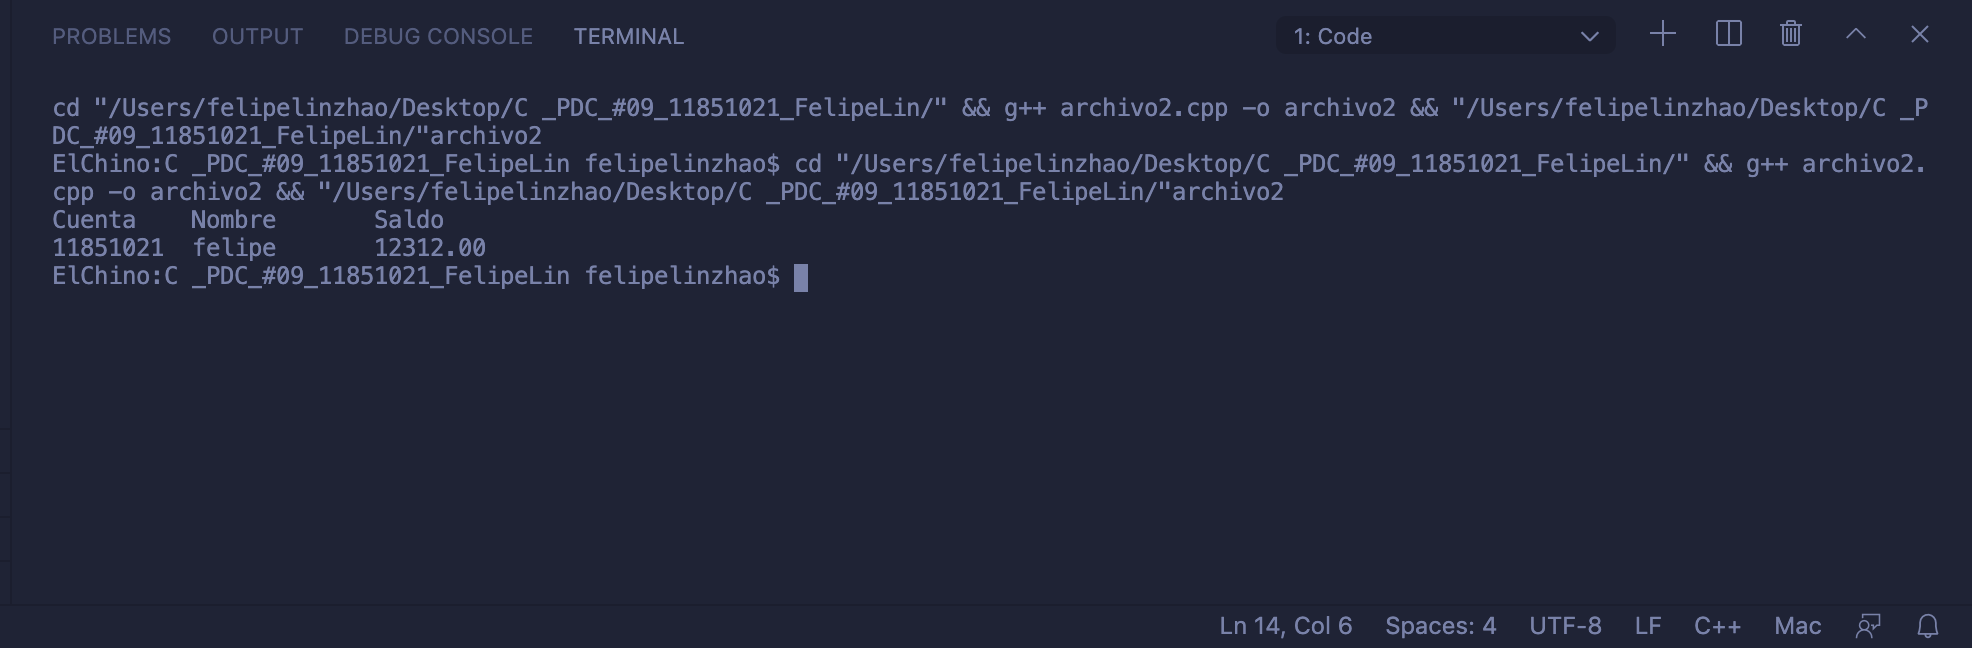 PROBLEMS OUTPUT DEBUG CONSOLE TERMINAL 1: Code
cd "/Users/felipelinzhao/Desktop/C _PDC_#09_11851021_FelipeLin/" && g++ archivo2.cpp -o archivo2 && "/Users/felipelinzhao/Desktop/C _P
DC_#09_11851021_FelipeLin/"archivo2
ElChino:C _PDC_#09_11851021_FelipeLin felipelinzhao$ cd "/Users/felipelinzhao/Desktop/C _PDC_#09_11851021_FelipeLin/" && g++ archivo2.
cpp -o archivo2 && "/Users/felipelinzhao/Desktop/C _PDC_#09_11851021_FelipeLin/"archivo2
Cuenta    Nombre       Saldo
11851021  felipe       12312.00
ElChino:C _PDC_#09_11851021_FelipeLin felipelinzhao$
Ln 14, Col 6 Spaces: 4 UTF-8 LF C++ Mac